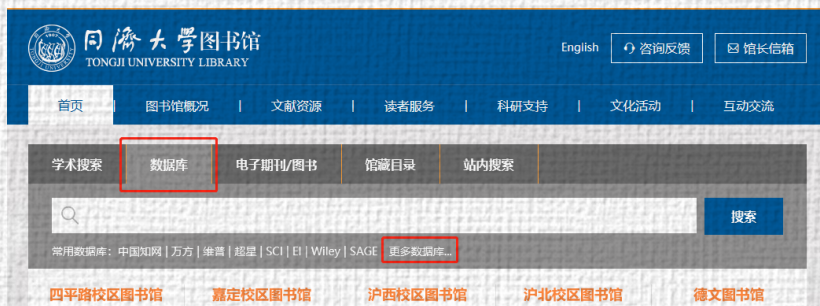 同濟大學图书馆
TONGJI UNIVERSITY LIBRARY
English 咨询反馈 馆长信箱
首页 | 图书馆概况 | 文献资源 | 读者服务 | 科研支持 | 文化活动 | 互动交流
学术搜索 数据库 电子期刊/图书 馆藏目录 站内搜索
搜索
常用数据库：中国知网 | 万方 | 维普 | 超星 | SCI | EI | Wiley | SAGE 更多数据库...
四平路校区图书馆 嘉定校区图书馆 沪西校区图书馆 沪北校区图书馆 德文图书馆